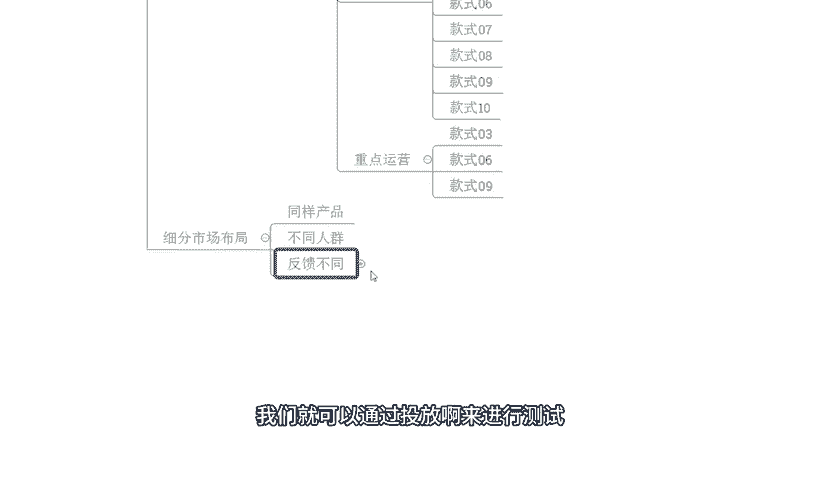 款式06
款式07
款式08
款式09
款式10
款式03
重点运营
款式06
款式09
同样产品
细分市场布局
不同人群
反馈不同
我们就可以通过投放啊来进行测试